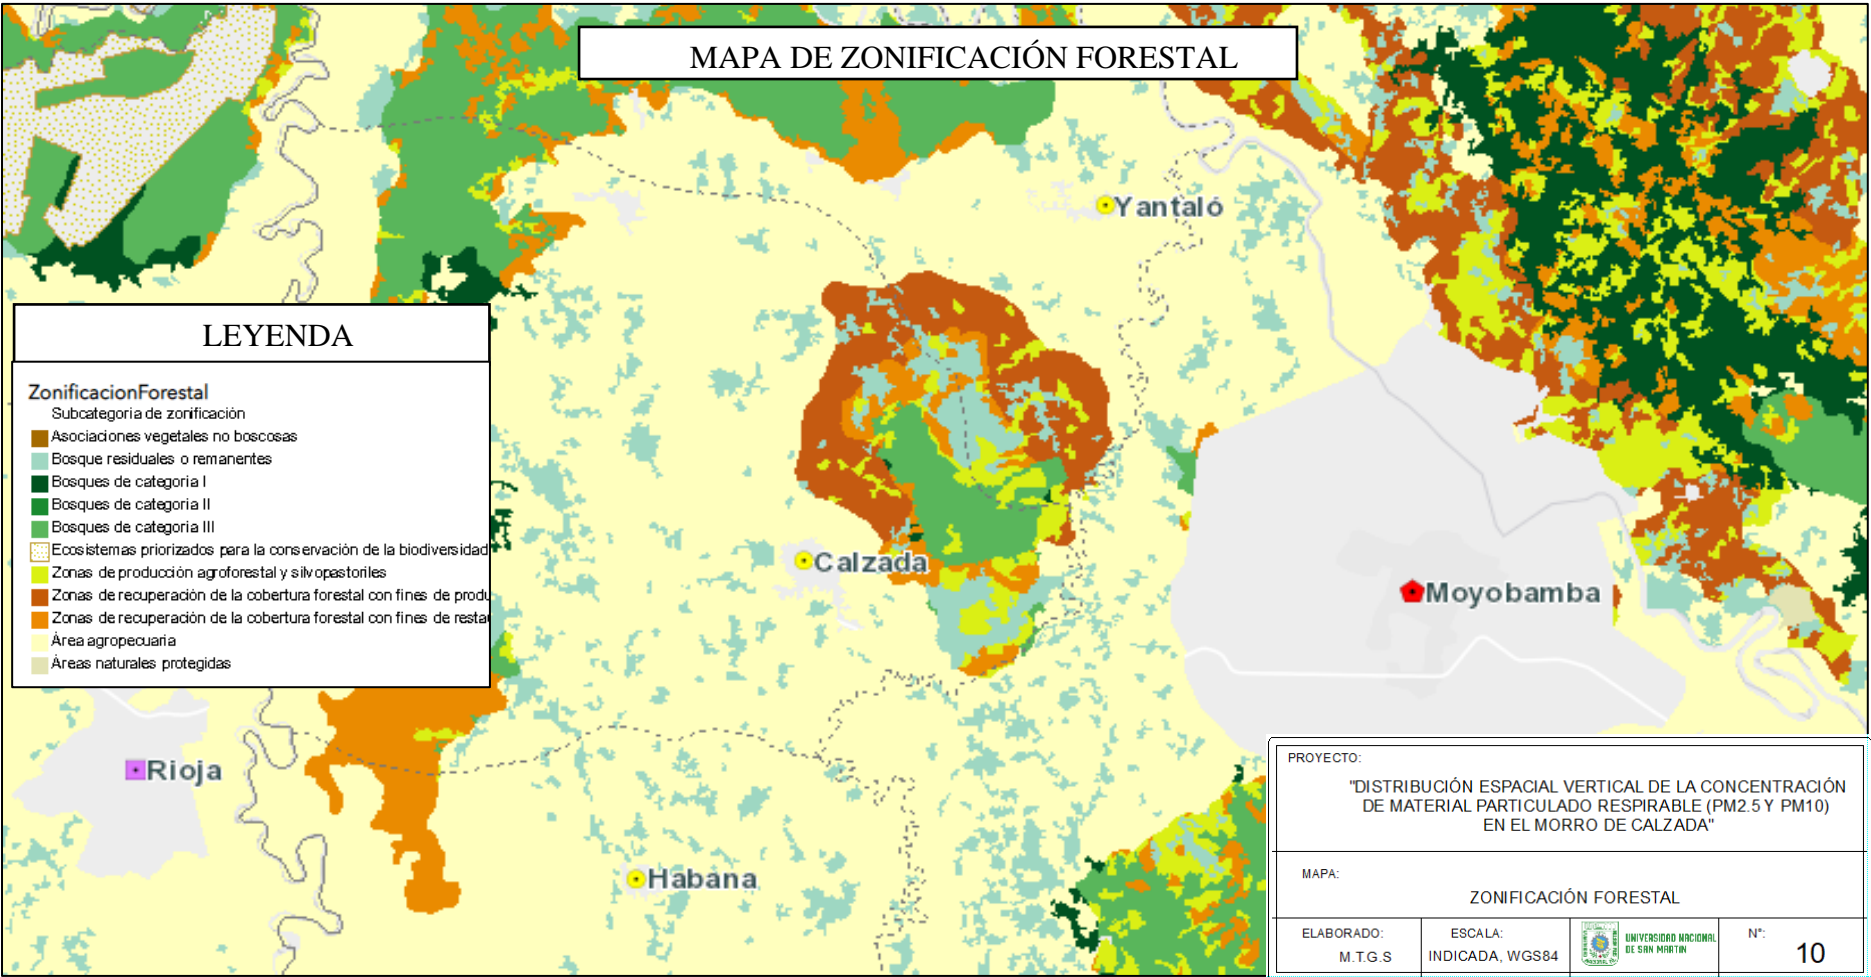 MAPA DE ZONIFICACIÓN FORESTAL
Yantaló
LEYENDA
ZonificacionForestal
Subcategoria de zonificación
Asociaciones vegetales no boscosas
Bosque residuales o remanentes
Bosques de categoria I
Bosques de categoria II
Bosques de categoria III
Ecosistemas priorizados para la conservación de la biodiversidad
Zonas de producción agroforestal y silvopastoriles
Zonas de recuperación de la cobertura forestal con fines de produ
Zonas de recuperación de la cobertura forestal con fines de resta
Área agropecuaria
Áreas naturales protegidas
Calzada
Moyobamba
Rioja
Habana
PROYECTO:
"DISTRIBUCIÓN ESPACIAL VERTICAL DE LA CONCENTRACIÓN
DE MATERIAL PARTICULADO RESPIRABLE (PM2.5 Y PM10)
EN EL MORRO DE CALZADA"
MAPA:
ZONIFICACIÓN FORESTAL
ELABORADO:
M.T.G.S
ESCALA:
INDICADA, WGS84
UNIVERSIDAD NACIONAL
DE SAN MARTIN
N°:
10